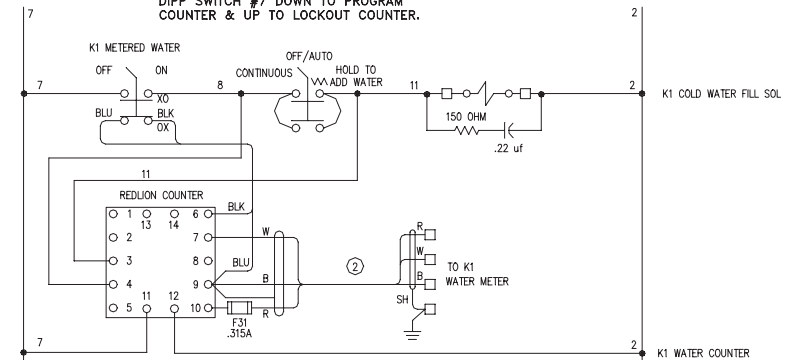 DIPP SWITCH #7 DOWN TO PROGRAM
COUNTER & UP TO LOCKOUT COUNTER.
7
2
K1 METERED WATER
OFF ON
OFF/AUTO
CONTINUOUS
HOLD TO
ADD WATER
7
8
11
2
K1 COLD WATER FILL SOL
XO
BLU BLK
OX
150 OHM
.22 uf
11
REDLION COUNTER
1
13
14
6
BLK
2
7
W
3
8
BLU
4
9
B
5
11
12
10
R
F31
.315A
2
R
W
B
SH
TO K1
WATER METER
7
2
K1 WATER COUNTER